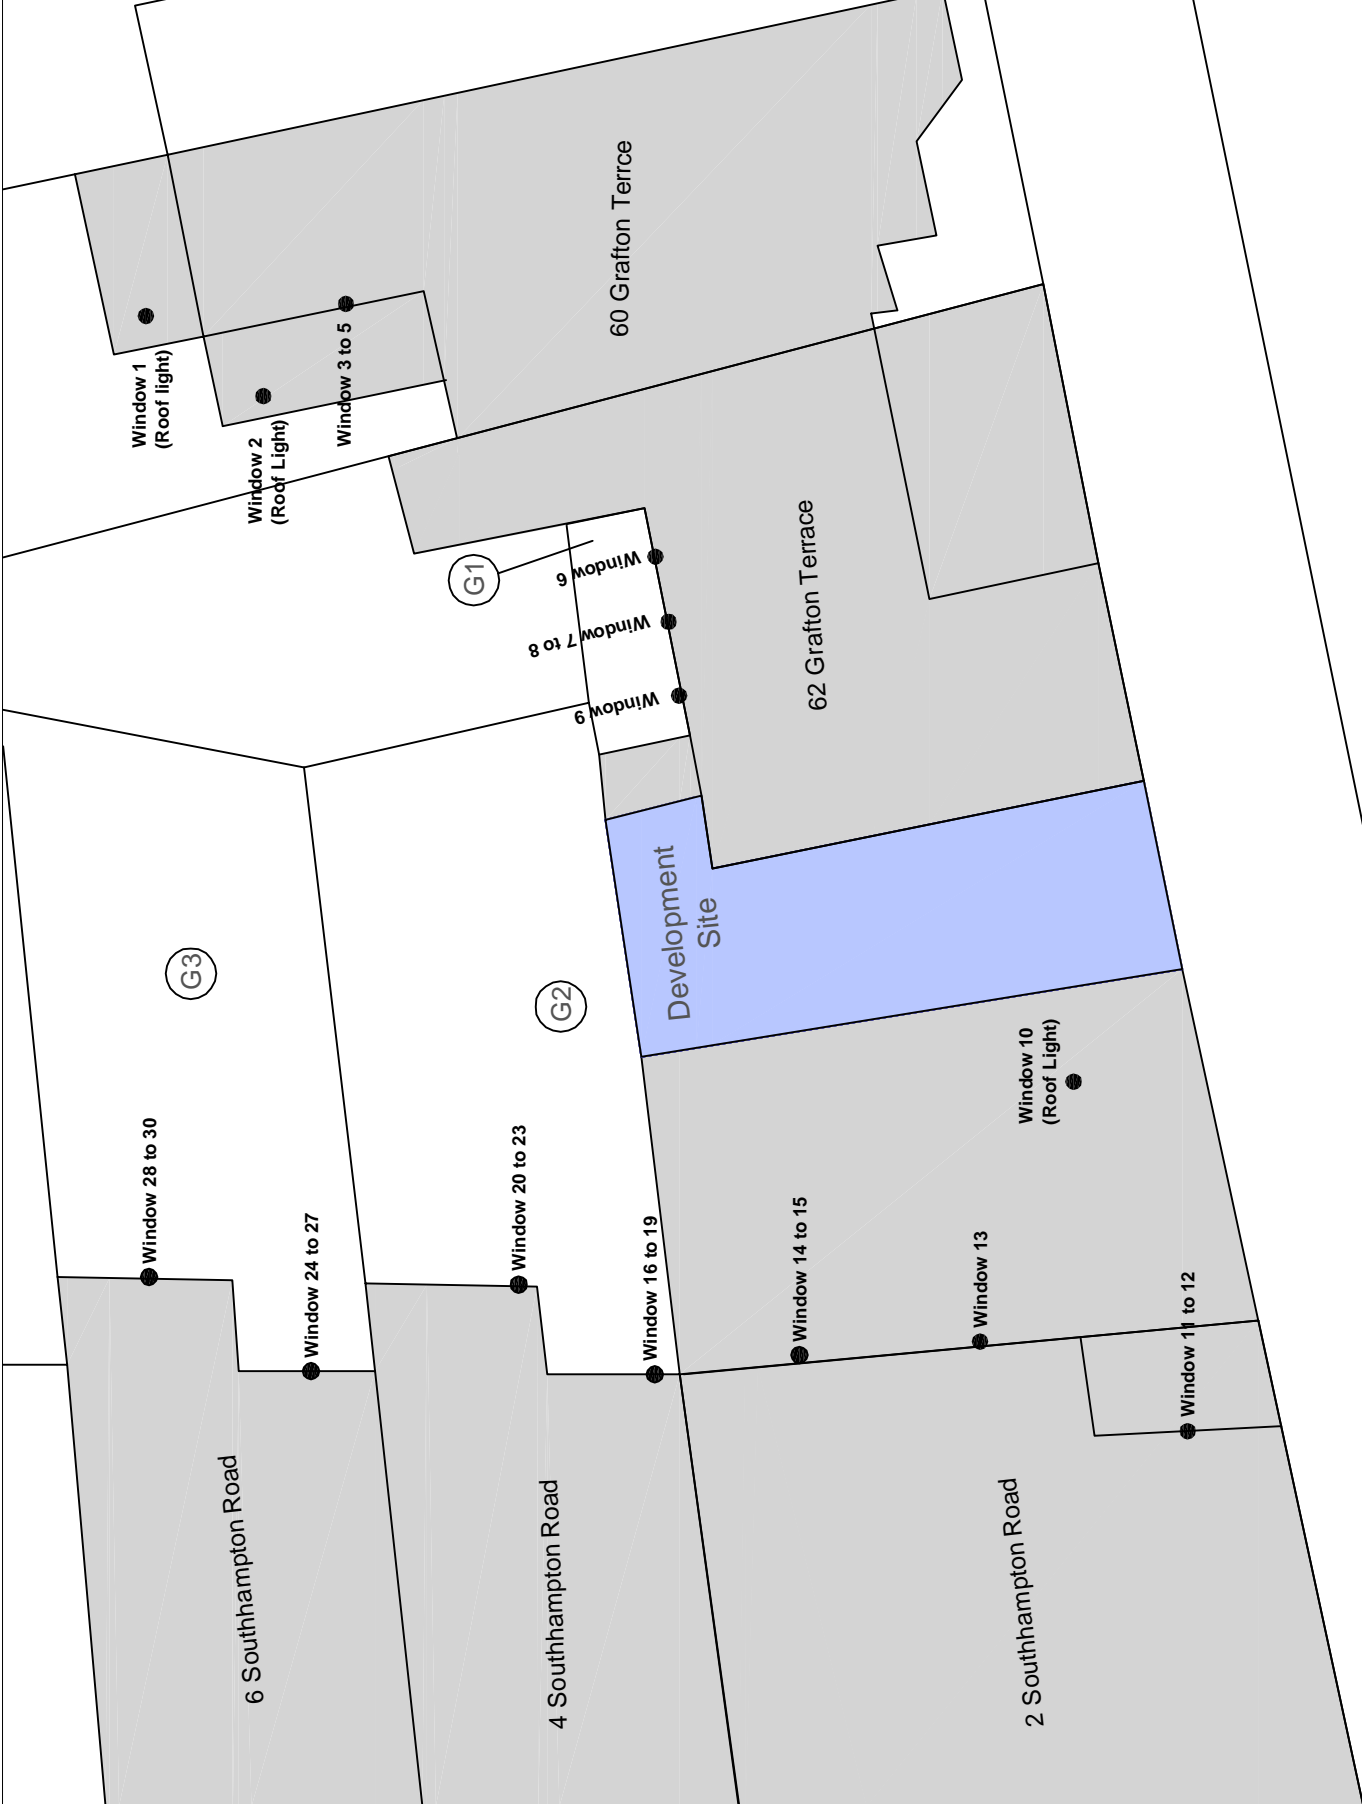 Window 1
(Roof light)
Window 2
(Roof Light)
Window 3 to 5
60 Grafton Terrce
G1
Window 6
Window 7 to 8
Window 9
62 Grafton Terrace
Development
Site
G3
G2
Window 10
(Roof Light)
Window 28 to 30
Window 24 to 27
Window 20 to 23
Window 16 to 19
Window 14 to 15
Window 13
Window 11 to 12
6 Southhampton Road
4 Southhampton Road
2 Southhampton Road